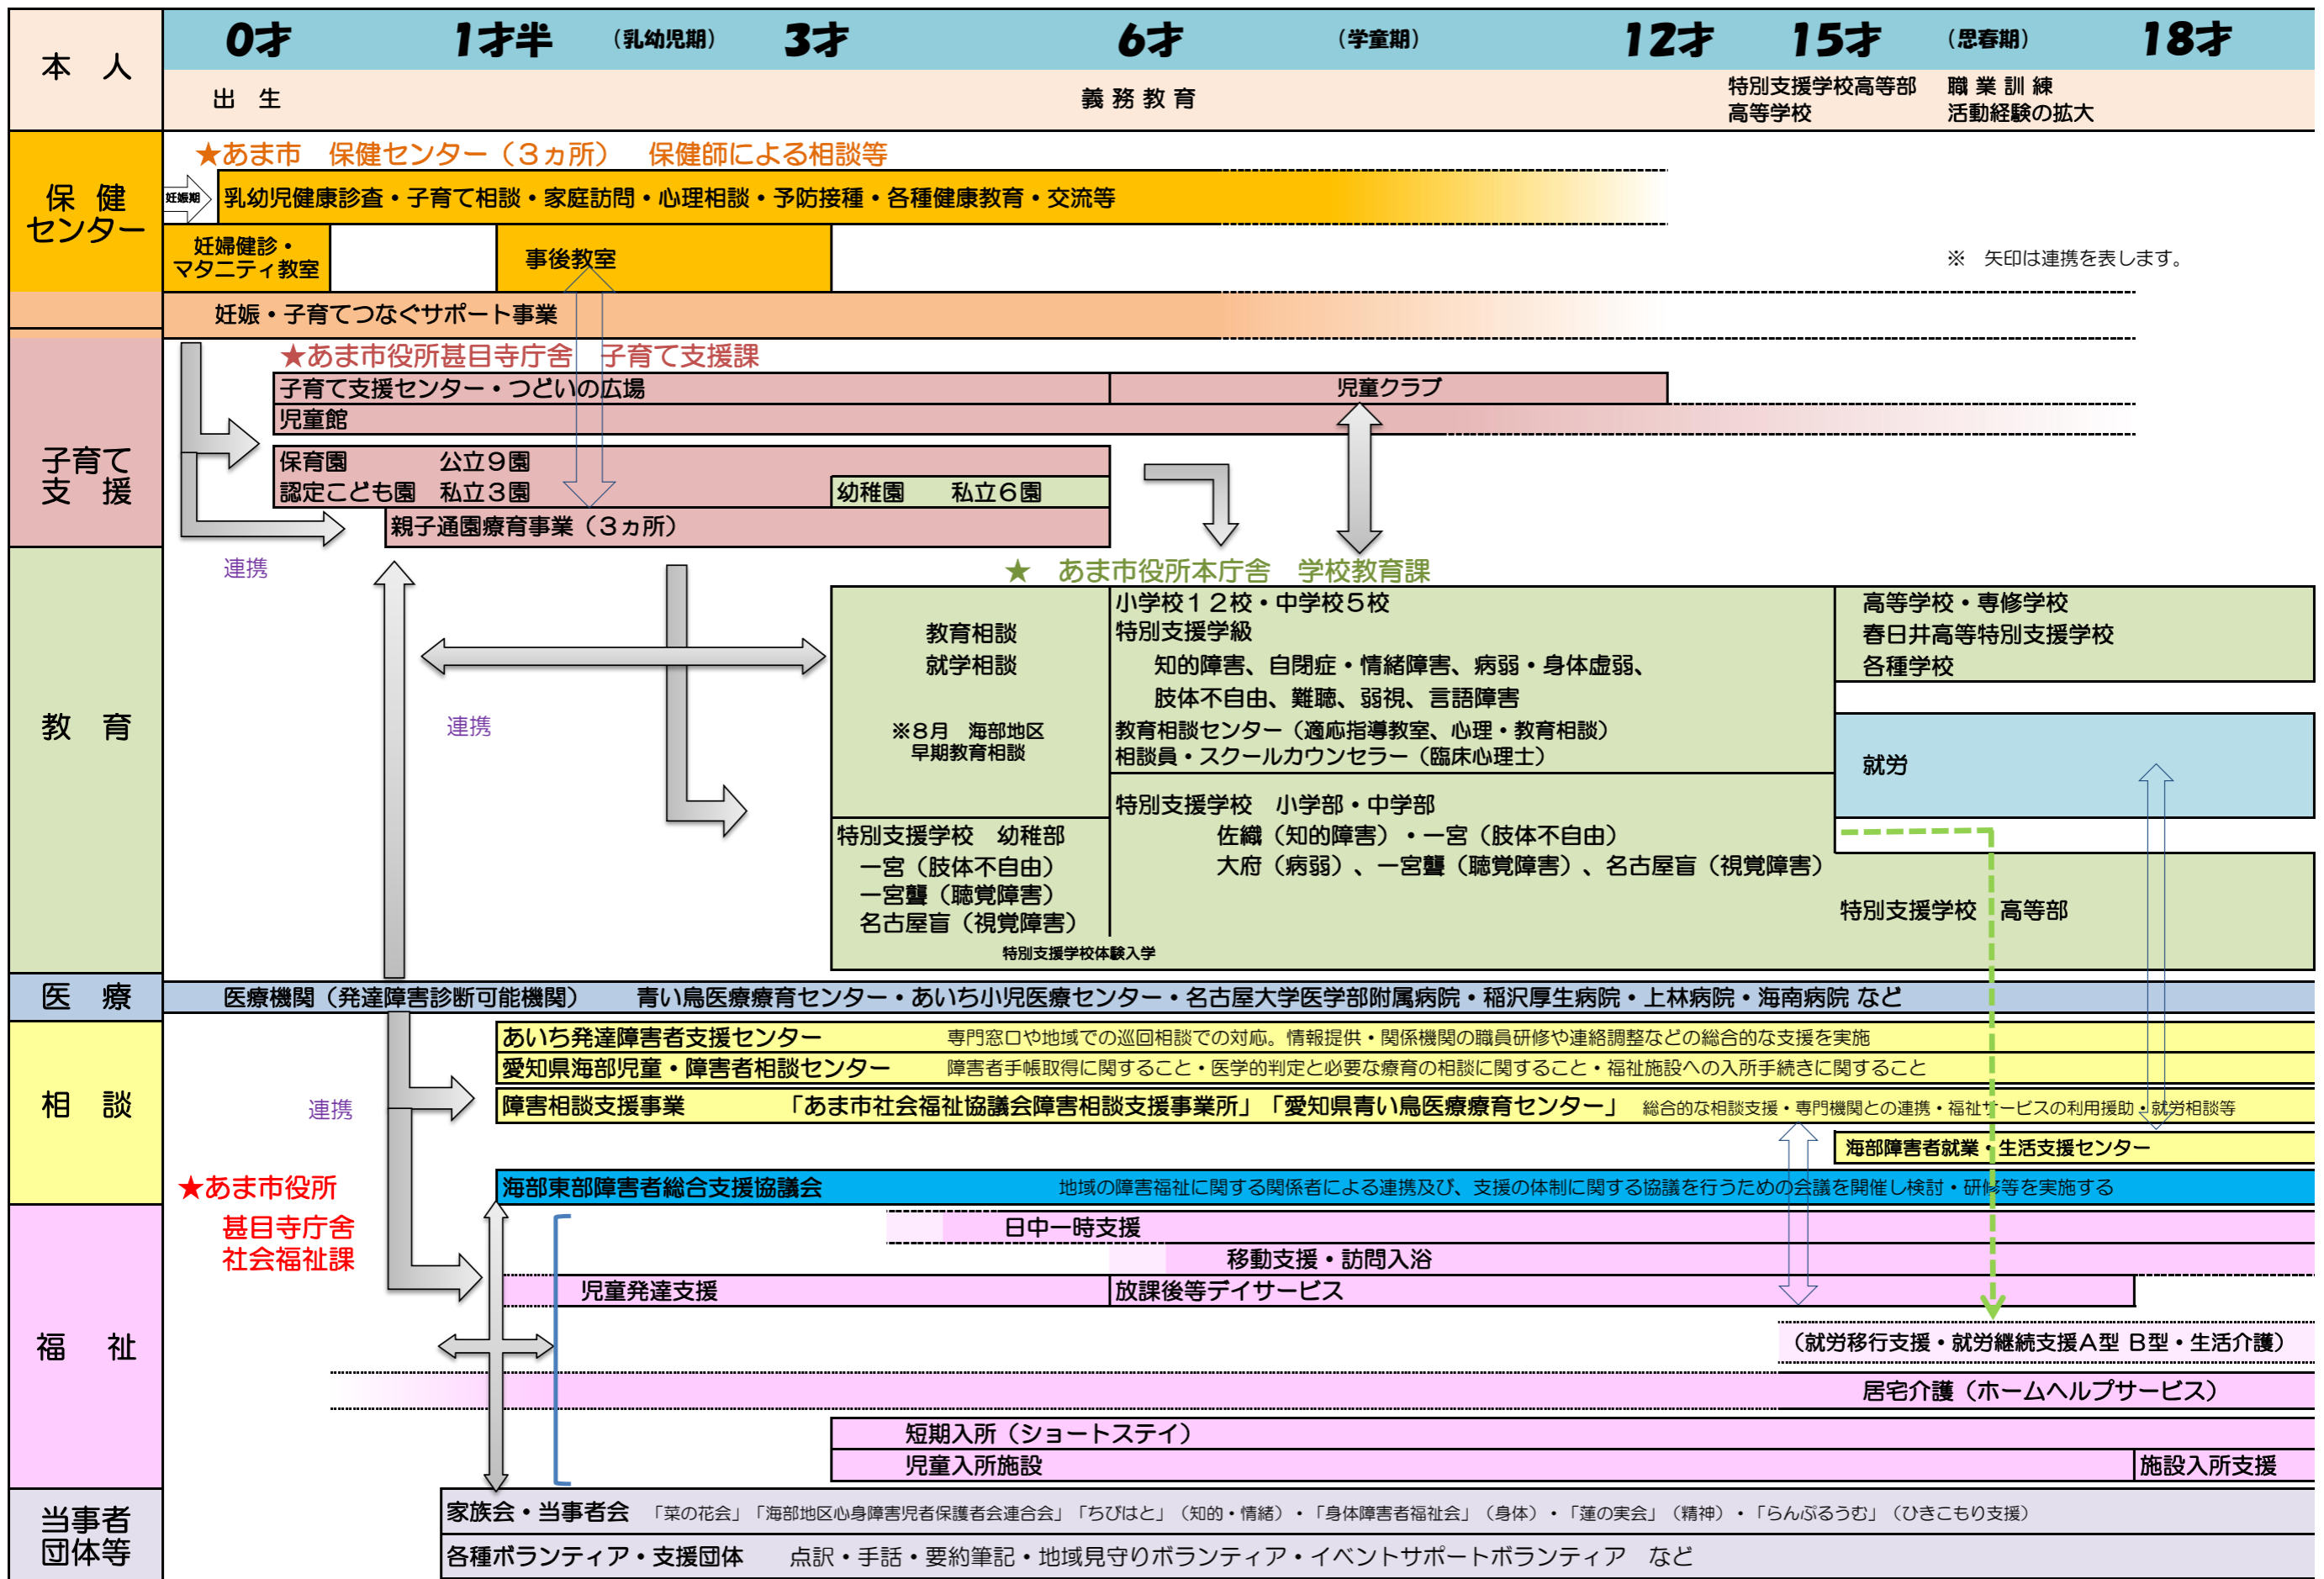 本 人
0才 1才半 （乳幼児期） 3才 6才 （学童期） 12才 15才 （思春期） 18才
出 生 義 務 教 育 特別支援学校高等部 職 業 訓 練
高等学校 活動経験の拡大
保 健
センター
★あま市 保健センター（３ヵ所） 保健師による相談等
妊娠期 乳幼児健康診査・子育て相談・家庭訪問・心理相談・予防接種・各種健康教育・交流等
妊婦健診・
マタニティ教室
事後教室
※ 矢印は連携を表します。
妊娠・子育てつなぐサポート事業
子育て
支 援
★あま市役所甚目寺庁舎 子育て支援課
子育て支援センター・つどいの広場 児童クラブ
児童館
保育園 公立９園
認定こども園 私立３園 幼稚園 私立６園
親子通園療育事業（３ヵ所）
連携
教 育
★ あま市役所本庁舎 学校教育課
教育相談
就学相談
※８月 海部地区
早期教育相談
小学校１２校・中学校５校
特別支援学級
知的障害、自閉症・情緒障害、病弱・身体虚弱、
肢体不自由、難聴、弱視、言語障害
教育相談センター（適応指導教室、心理・教育相談）
相談員・スクールカウンセラー（臨床心理士）
高等学校・専修学校
春日井高等特別支援学校
各種学校
連携
就労
特別支援学校 幼稚部
一宮（肢体不自由）
一宮聾（聴覚障害）
名古屋盲（視覚障害）
特別支援学校 小学部・中学部
佐織（知的障害）・一宮（肢体不自由）
大府（病弱）、一宮聾（聴覚障害）、名古屋盲（視覚障害）
特別支援学校 高等部
特別支援学校体験入学
医 療
医療機関（発達障害診断可能機関） 青い鳥医療療育センター・あいち小児医療センター・名古屋大学医学部附属病院・稲沢厚生病院・上林病院・海南病院 など
相 談
あいち発達障害者支援センター 専門窓口や地域での巡回相談での対応。情報提供・関係機関の職員研修や連絡調整などの総合的な支援を実施
愛知県海部児童・障害者相談センター 障害者手帳取得に関すること・医学的判定と必要な療育の相談に関すること・福祉施設への入所手続きに関すること
障害相談支援事業 「あま市社会福祉協議会障害相談支援事業所」「愛知県青い鳥医療療育センター」 総合的な相談支援・専門機関との連携・福祉サービスの利用援助・就労相談等
連携
海部障害者就業・生活支援センター
海部東部障害者総合支援協議会 地域の障害福祉に関する関係者による連携及び、支援の体制に関する協議を行うための会議を開催し検討・研修等を実施する
★あま市役所
甚目寺庁舎
社会福祉課
福 祉
日中一時支援
移動支援・訪問入浴
児童発達支援 放課後等デイサービス
（就労移行支援・就労継続支援Ａ型 Ｂ型・生活介護）
居宅介護（ホームヘルプサービス）
短期入所（ショートステイ）
児童入所施設 施設入所支援
当事者
団体等
家族会・当事者会 「菜の花会」「海部地区心身障害児者保護者会連合会」「ちびはと」（知的・情緒）・「身体障害者福祉会」（身体）・「蓮の実会」（精神）・「らんぷるうむ」（ひきこもり支援）
各種ボランティア・支援団体 点訳・手話・要約筆記・地域見守りボランティア・イベントサポートボランティア など